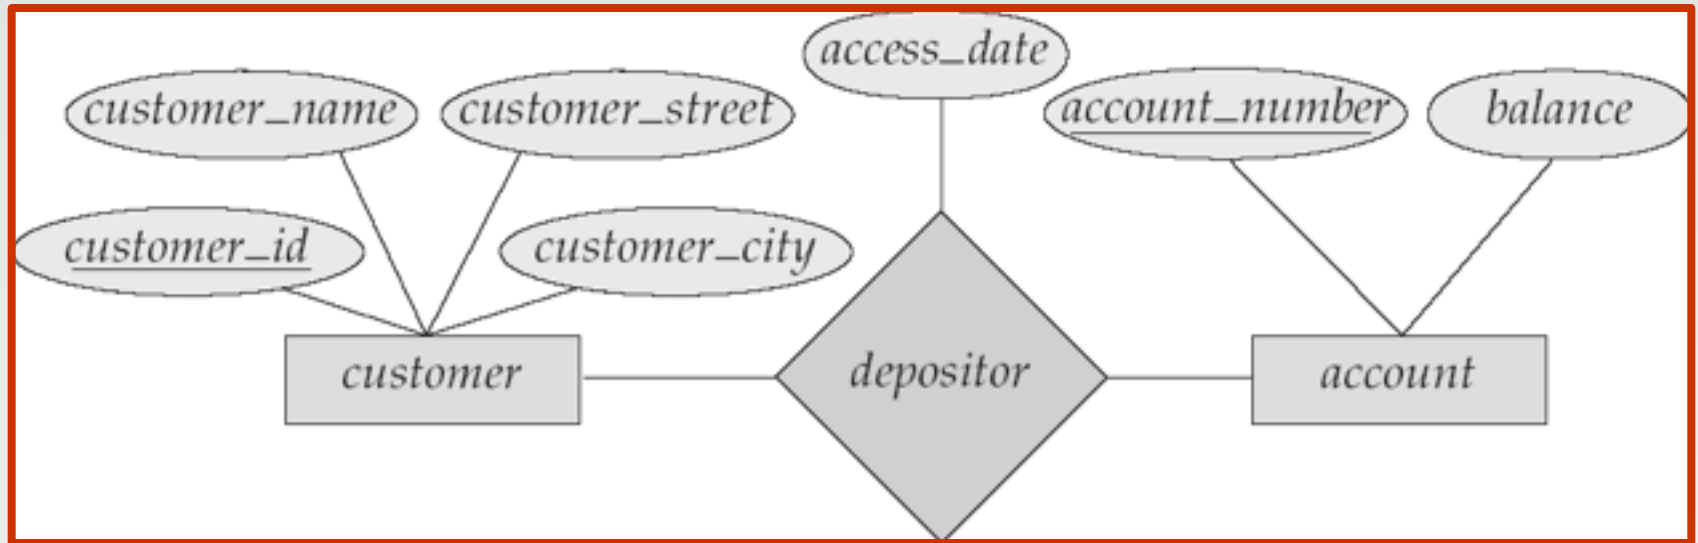 access_date
customer_name
customer_street
account_number
balance
customer_id
customer_city
customer
depositor
account